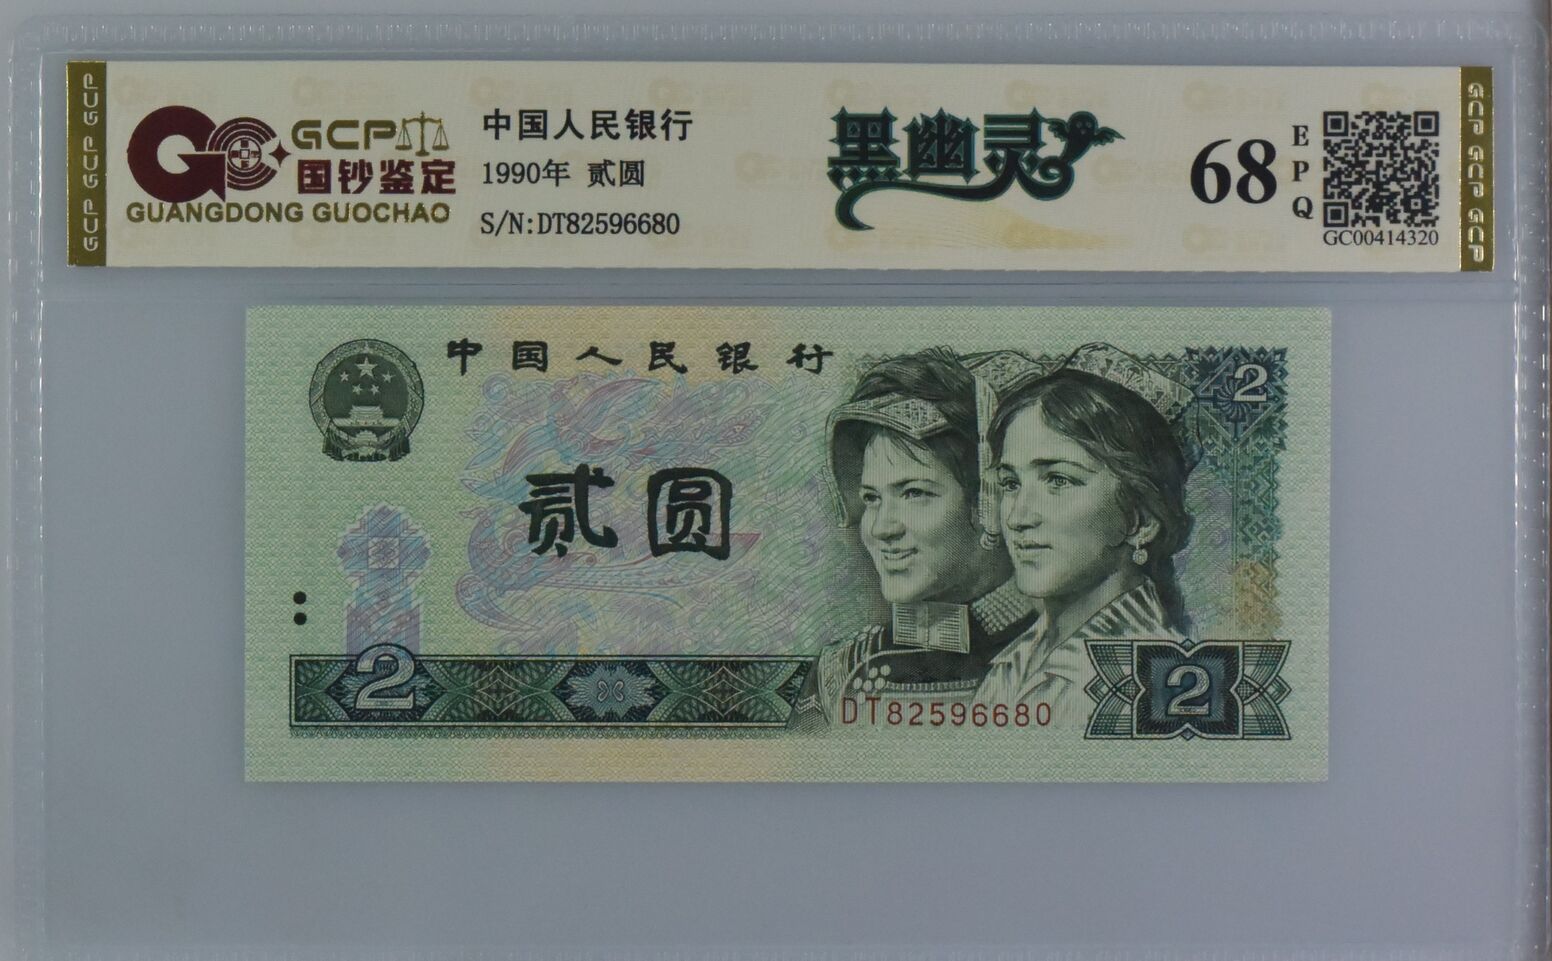 GCP
国钞鉴定
GUANGDONG GUOCHAO
中国人民银行
1990年 贰圆
S/N:DT82596680
黑幽灵
68
EPQ
GC00414320
GCP GCP GCP
GCP GCP GCP
中国人民银行
2
贰圆
2
DT82596680
2